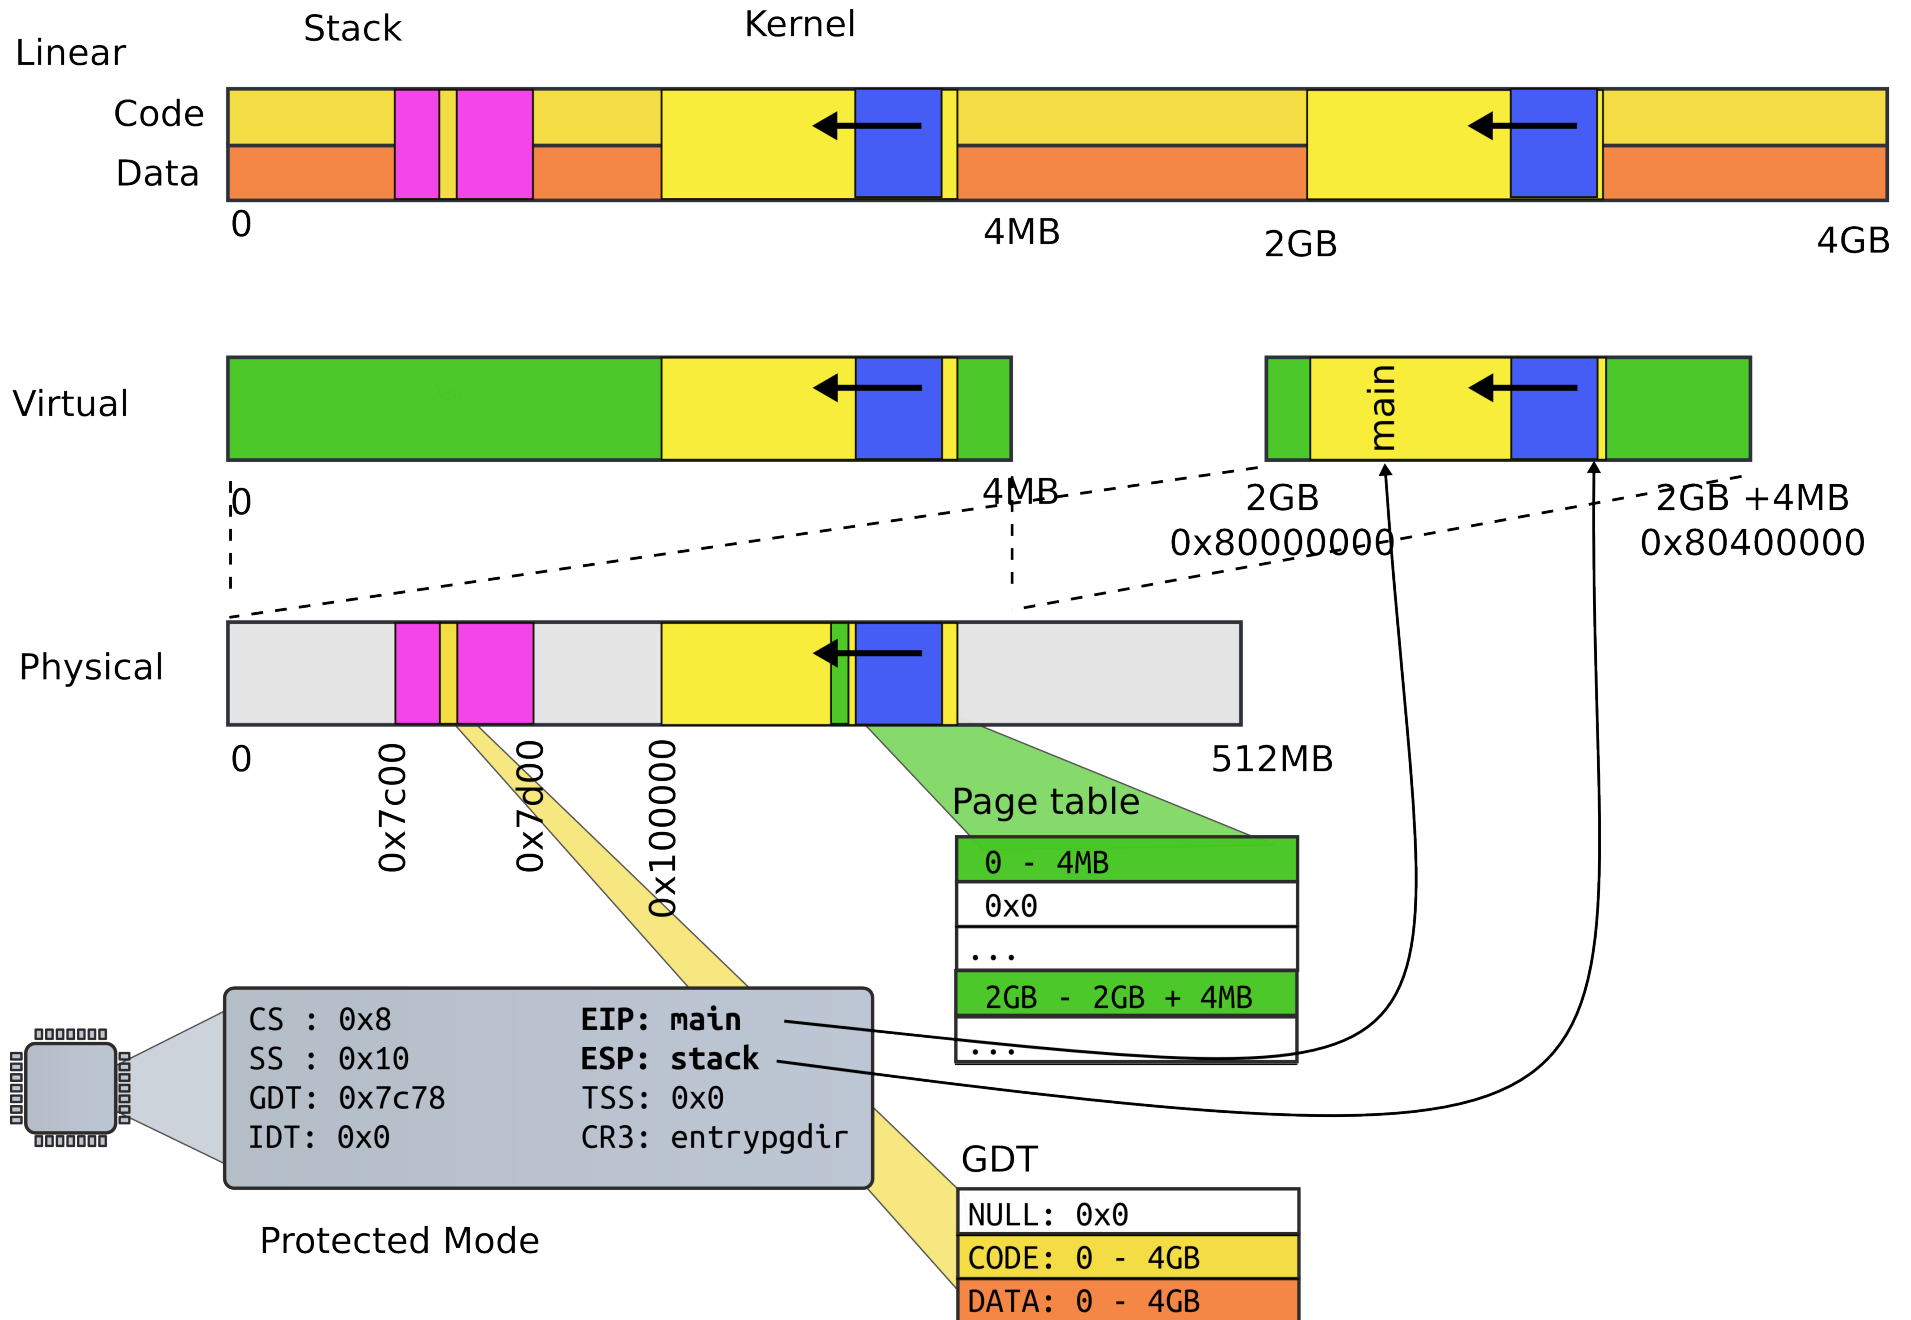 Stack
Kernel
Linear
Code
Data
0
4MB
2GB
4GB
Virtual
main
0
4MB
2GB
0x80000000
2GB +4MB
0x80400000
Physical
0
0x7c00
0x7d00
0x100000
512MB
Page table
0 - 4MB
0x0
...
2GB - 2GB + 4MB
...
CS : 0x8
SS : 0x10
GDT: 0x7c78
IDT: 0x0
EIP: main
ESP: stack
TSS: 0x0
CR3: entrypgdir
Protected Mode
GDT
NULL: 0x0
CODE: 0 - 4GB
DATA: 0 - 4GB